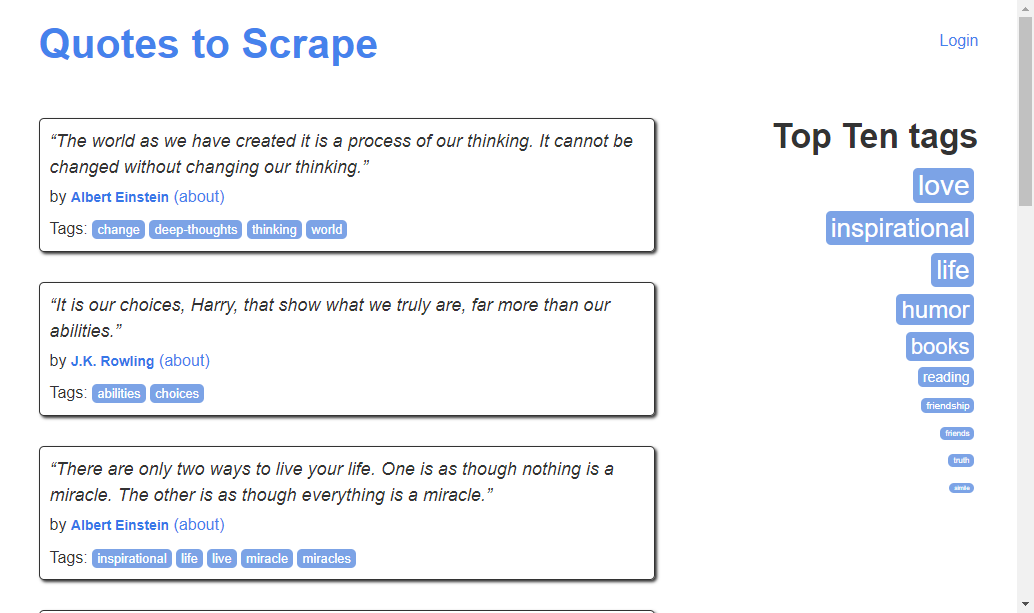 Quotes to Scrape
Login
“The world as we have created it is a process of our thinking. It cannot be
changed without changing our thinking.”
by Albert Einstein (about)
Tags: change deep-thoughts thinking world
“It is our choices, Harry, that show what we truly are, far more than our
abilities.”
by J.K. Rowling (about)
Tags: abilities choices
“There are only two ways to live your life. One is as though nothing is a
miracle. The other is as though everything is a miracle.”
by Albert Einstein (about)
Tags: inspirational life live miracle miracles
Top Ten tags
love
inspirational
life
humor
books
reading
friendship
friends
truth
simile